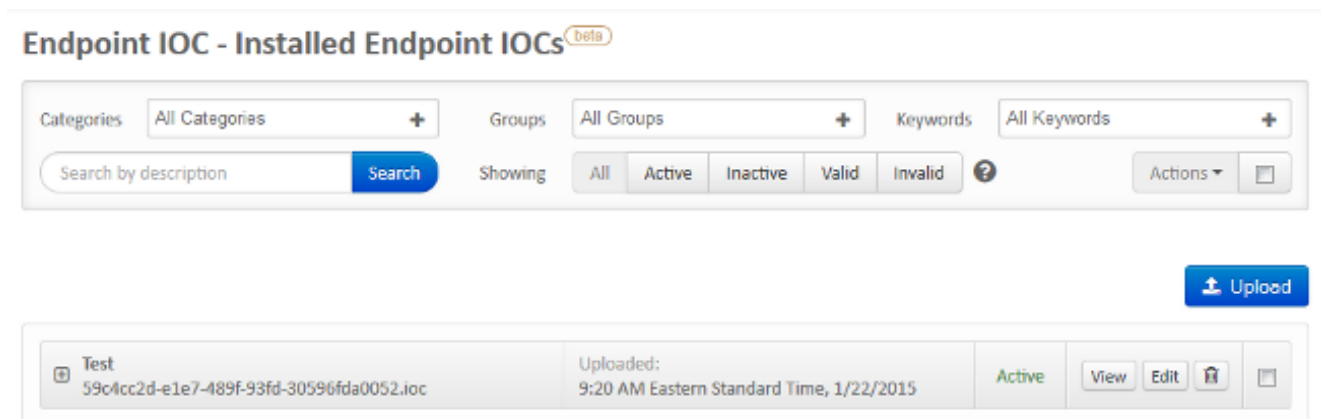 Endpoint IOC - Installed Endpoint IOCs beta
Categories All Categories + Groups All Groups + Keywords All Keywords +
Search by description Search Showing All Active Inactive Valid Invalid ? Actions
Upload
Test Uploaded:
59c4cc2d-e1e7-489f-93fd-30596fda0052.ioc 9:20 AM Eastern Standard Time, 1/22/2015 Active View Edit